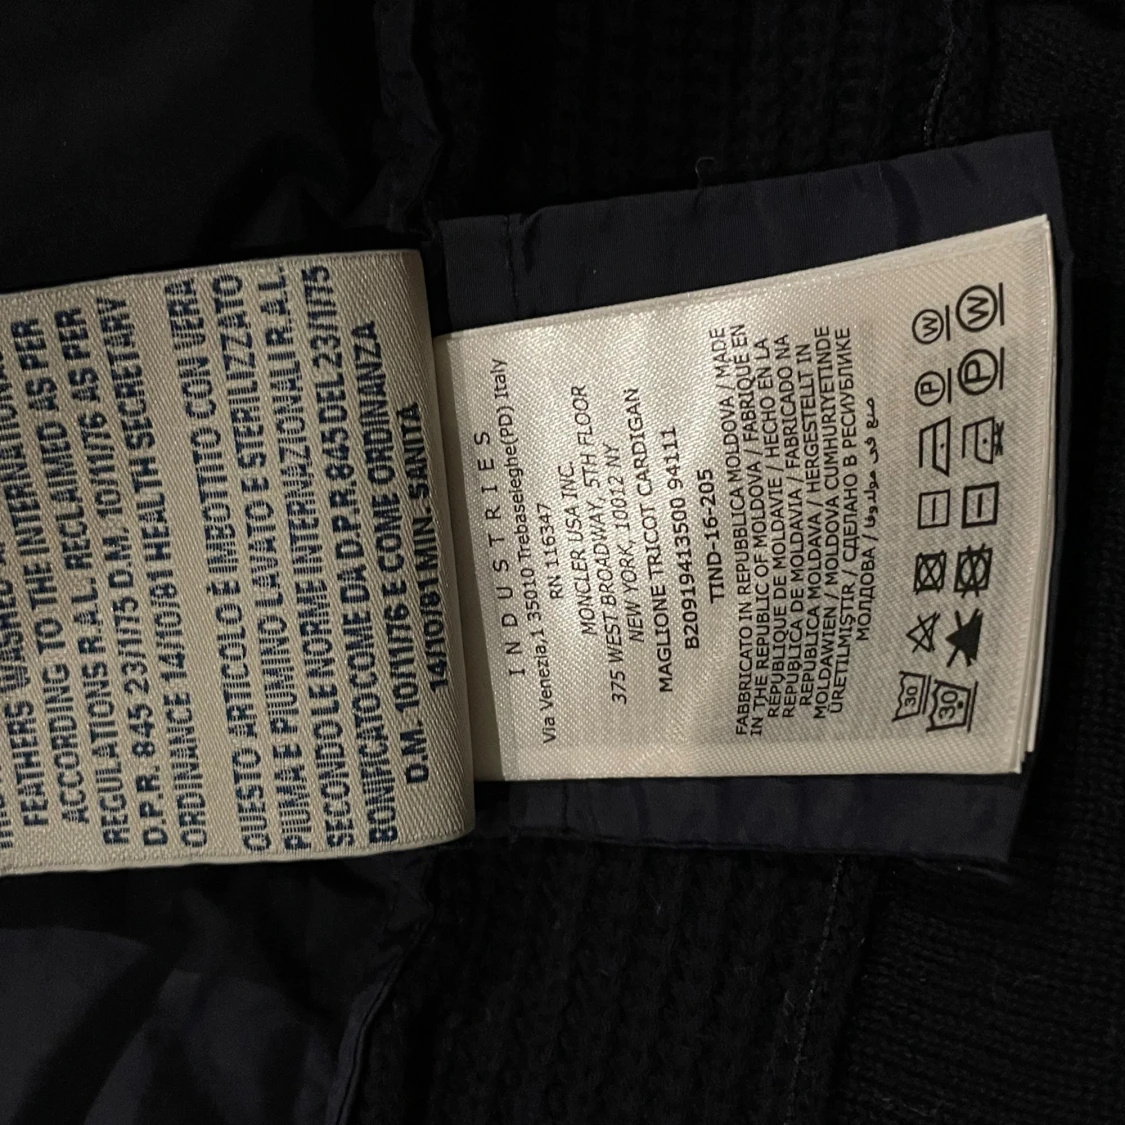 FEATHERS WASHED
ACCORDING TO THE INTERNATIONAL
REGULATIONS R.A.L. RECLAIMED AS PER
D.P.R. 845 23/1/75 D.M. 10/11/76 AS PER
ORDINANCE 14/10/81 HEALTH SECRETARY
QUESTO ARTICOLO É IMBOTTITO CON VERA
PIUMA E PIUMINO LAVATO E STERILIZZATO
SECONDO LE NORME INTERNAZIONALI R.A.L.
BONIFICATO COME DA D.P.R 845 DEL 23/1/75
D.M. 10/11/76 E COME ORDINANZA
14/10/81 MIN. SANITA
INDUSTRIES
Via Venezia,1 35010 Trebaseleghe(PD) Italy
RN 116347
MONCLER USA INC.
375 WEST BROADWAY, 5TH FLOOR
NEW YORK, 10012 NY
MAGLIONE TRICOT CARDIGAN
B20919413500 94111
TND-16-205
FABBRICATO IN REPUBBLICA MOLDOVA / MADE
IN THE REPUBLIC OF MOLDOVA / FABRIQUÉ EN
RÉPUBLIQUE DE MOLDAVIE / HECHO EN LA
REPÚBLICA DE MOLDAVIA / FABRICADO NA
REPÚBLICA MOLDAVA / HERGESTELLT IN
MOLDAWIEN / MOLDOVA CUMHURIYETINDE
ÜRETILMIŞTIR / СДЕЛАНО В РЕСПУБЛИКЕ
МОЛДОВА / صنع في مولدوفا
30 P W
30 P W